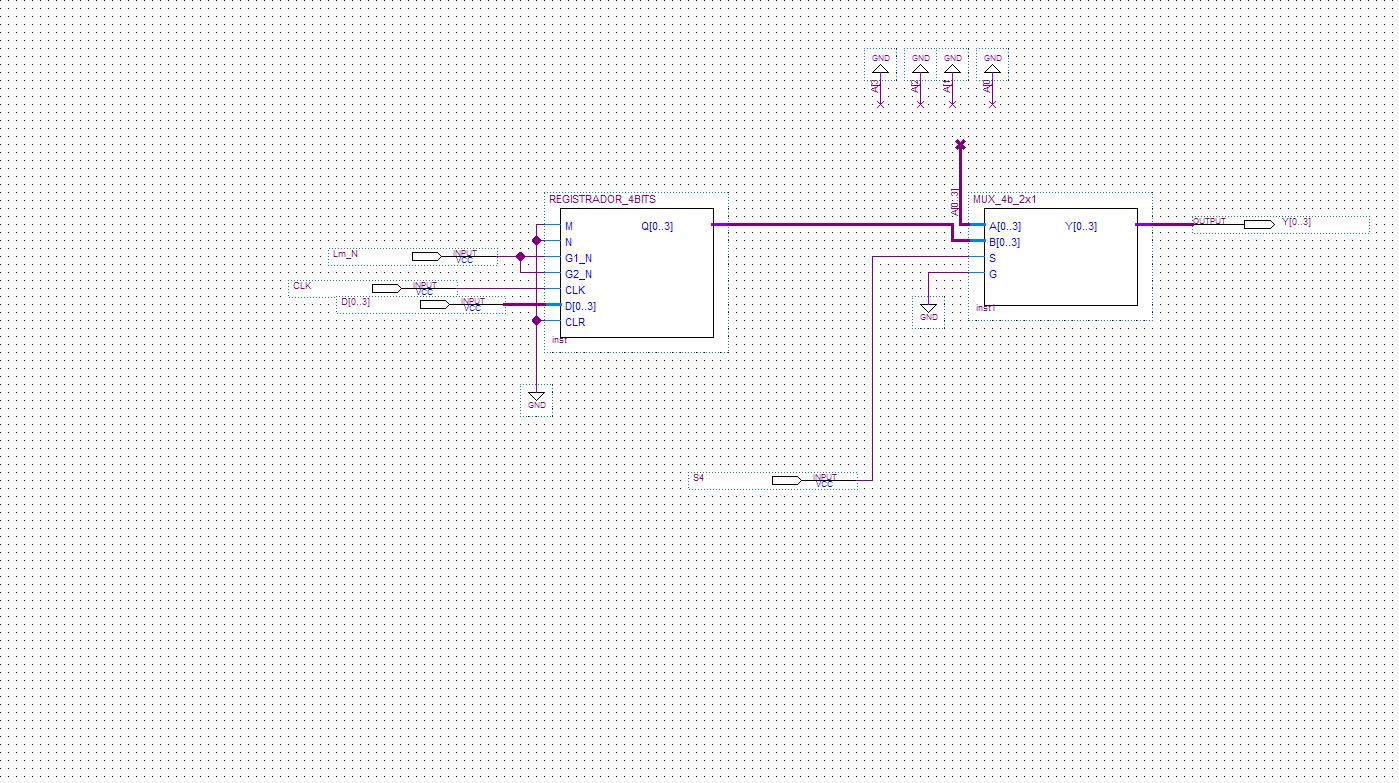 GND GND GND GND
A[3 A[2 A[1 A[0
A[0..3]
REGISTRADOR_4BITS
M
N
G1_N
G2_N
CLK
D[0..3]
CLR
Q[0..3]
inst
Lm_N INPUT
VCC
CLK INPUT
VCC
D[0..3] INPUT
VCC
GND
MUX_4b_2x1
A[0..3]
B[0..3]
S
G
Y[0..3]
inst1
GND
OUTPUT Y[0..3]
S4 INPUT
VCC